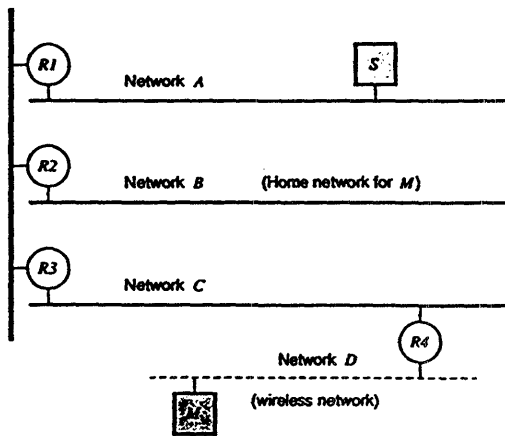 R1
S
Network A
R2
Network B (Home network for M)
R3
Network C
R4
Network D
(wireless network)
M